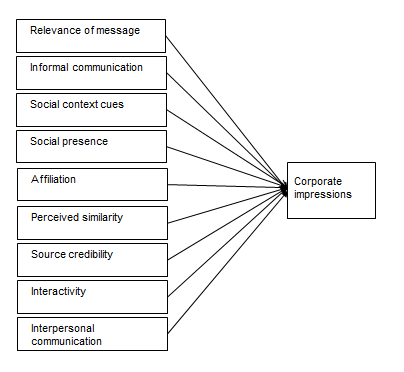 Relevance of message
Informal communication
Social context cues
Social presence
Affiliation
Perceived similarity
Source credibility
Interactivity
Interpersonal
communication
Corporate
impressions